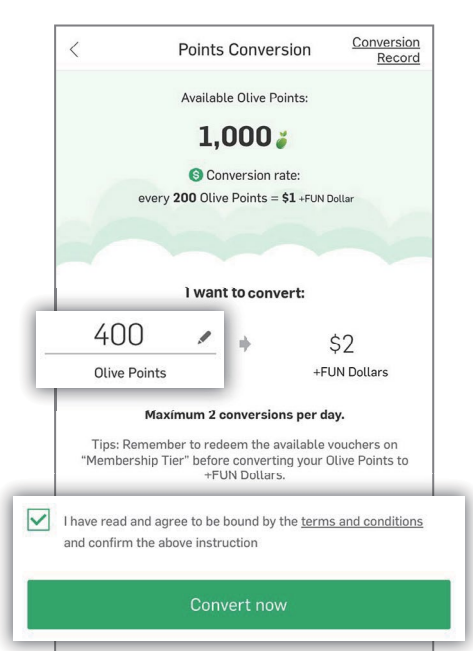 Points Conversion
Conversion
Record
Available Olive Points:
1,000
$ Conversion rate:
every 200 Olive Points = $1 +FUN Dollar
I want to convert:
400
$2
Olive Points
+FUN Dollars
Maximum 2 conversions per day.
Tips: Remember to redeem the available vouchers on
"Membership Tier" before converting your Olive Points to
+FUN Dollars.
I have read and agree to be bound by the terms and conditions
and confirm the above instruction
Convert now